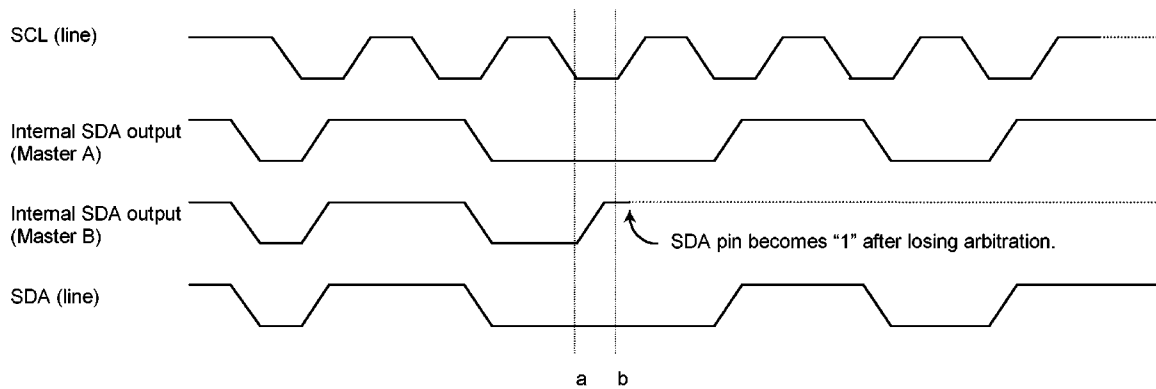 SCL (line)
Internal SDA output
(Master A)
Internal SDA output
(Master B)
SDA pin becomes “1” after losing arbitration.
SDA (line)
a b